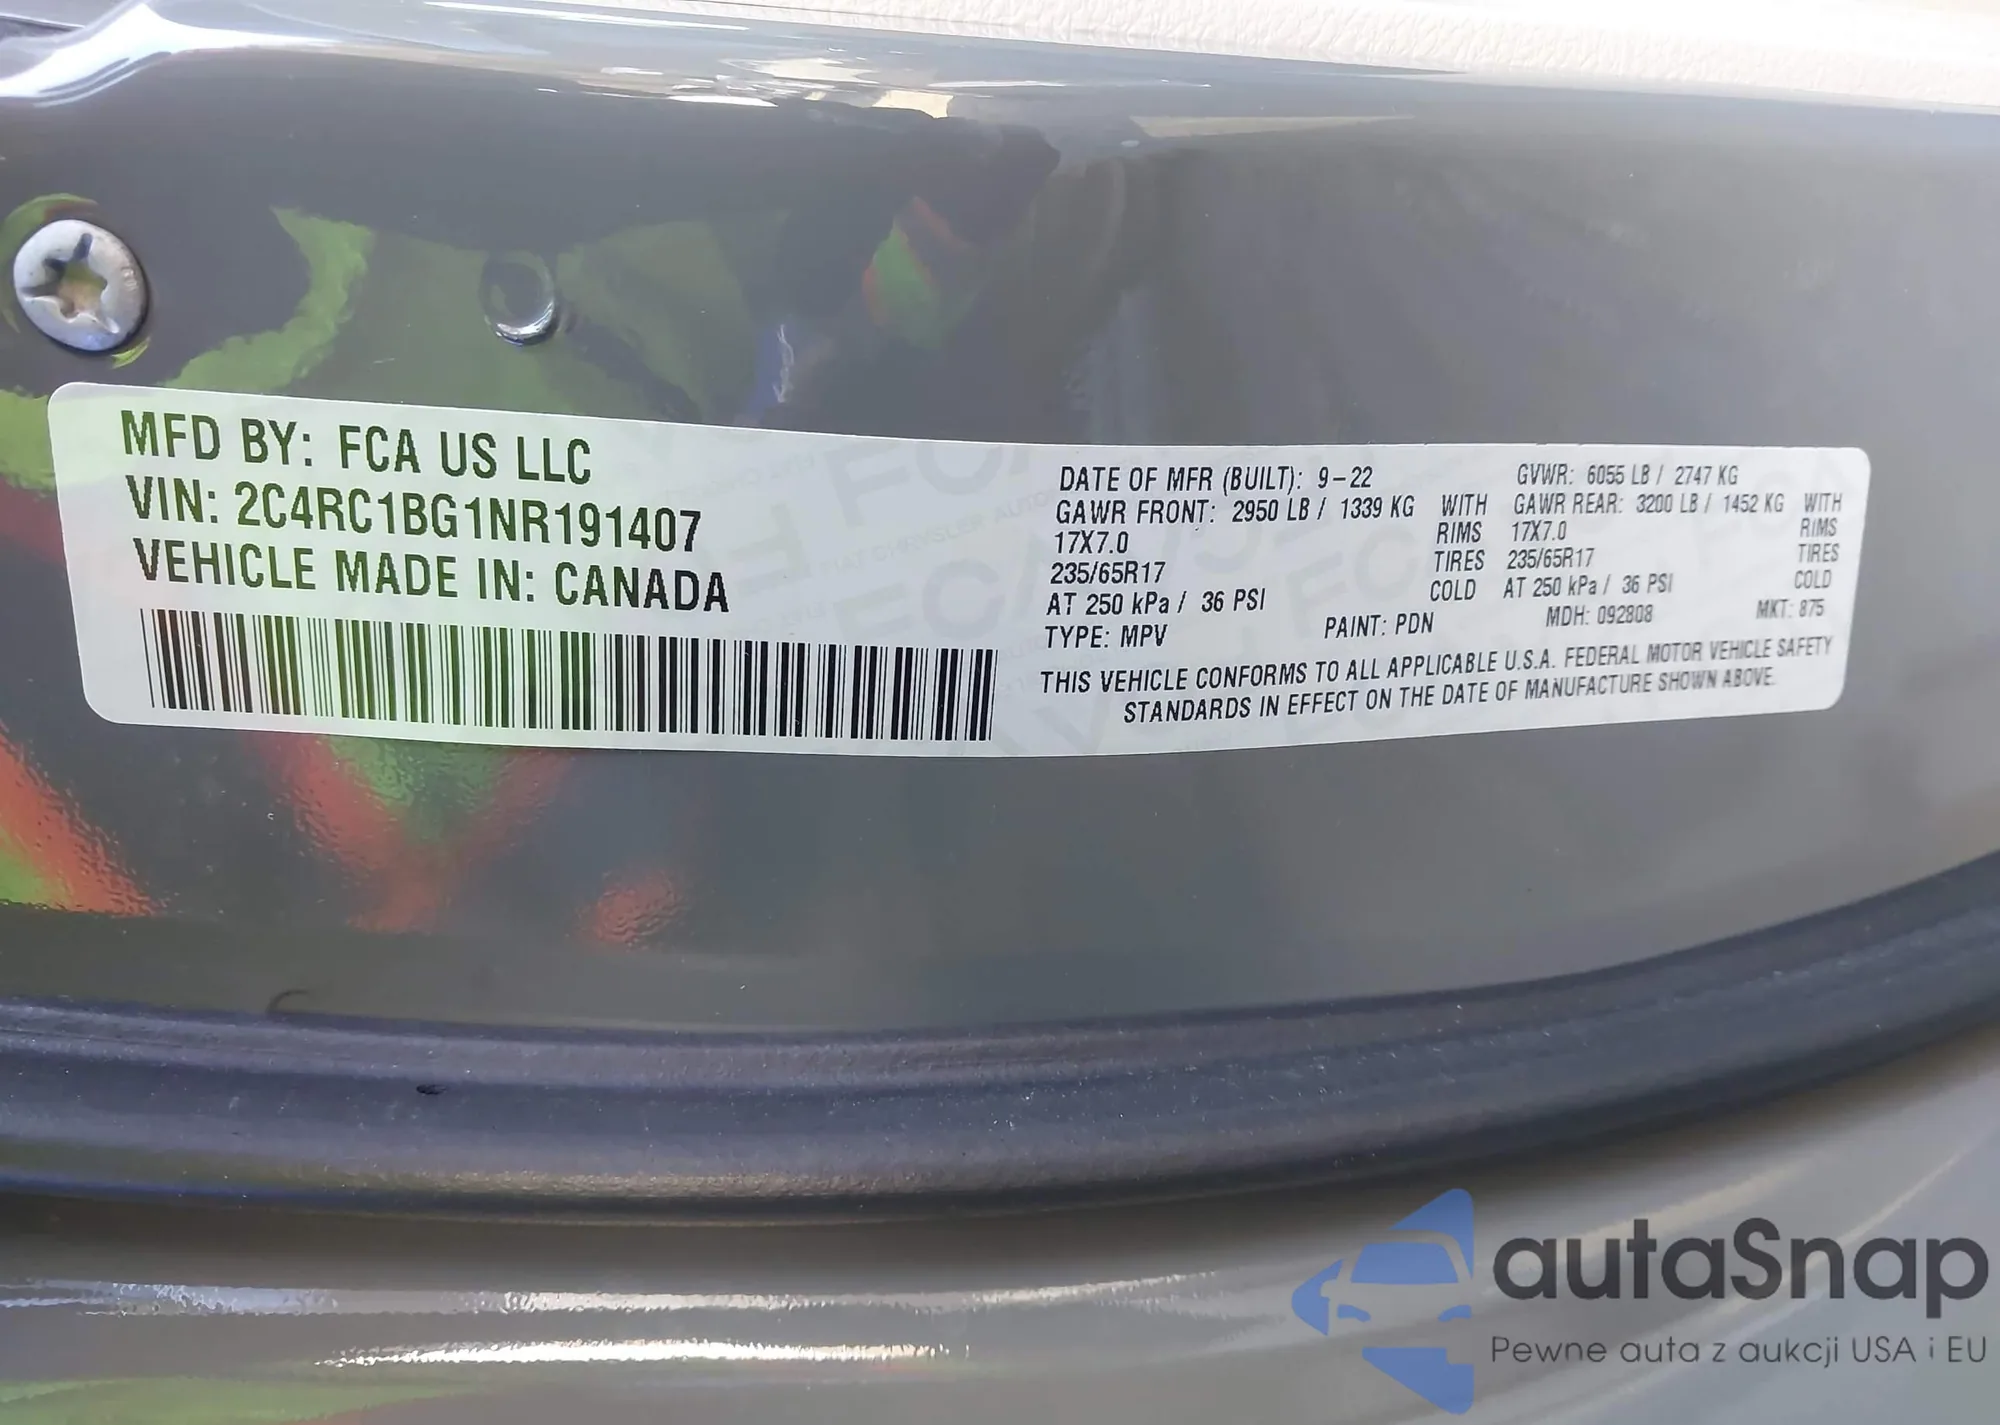 MFD BY: FCA US LLC
VIN: 2C4RC1BG1NR191407
VEHICLE MADE IN: CANADA
DATE OF MFR (BUILT): 9-22 GVWR: 6055 LB / 2747 KG
GAWR FRONT: 2950 LB / 1339 KG WITH GAWR REAR: 3200 LB / 1452 KG WITH
17X7.0 RIMS 17X7.0 RIMS
235/65R17 TIRES 235/65R17 TIRES
AT 250 kPa / 36 PSI COLD AT 250 kPa / 36 PSI COLD
TYPE: MPV PAINT: PDN MDH: 092808 MKT: 875
THIS VEHICLE CONFORMS TO ALL APPLICABLE U.S.A. FEDERAL MOTOR VEHICLE SAFETY
STANDARDS IN EFFECT ON THE DATE OF MANUFACTURE SHOWN ABOVE.
autaSnap
Pewne auta z aukcji USA i EU